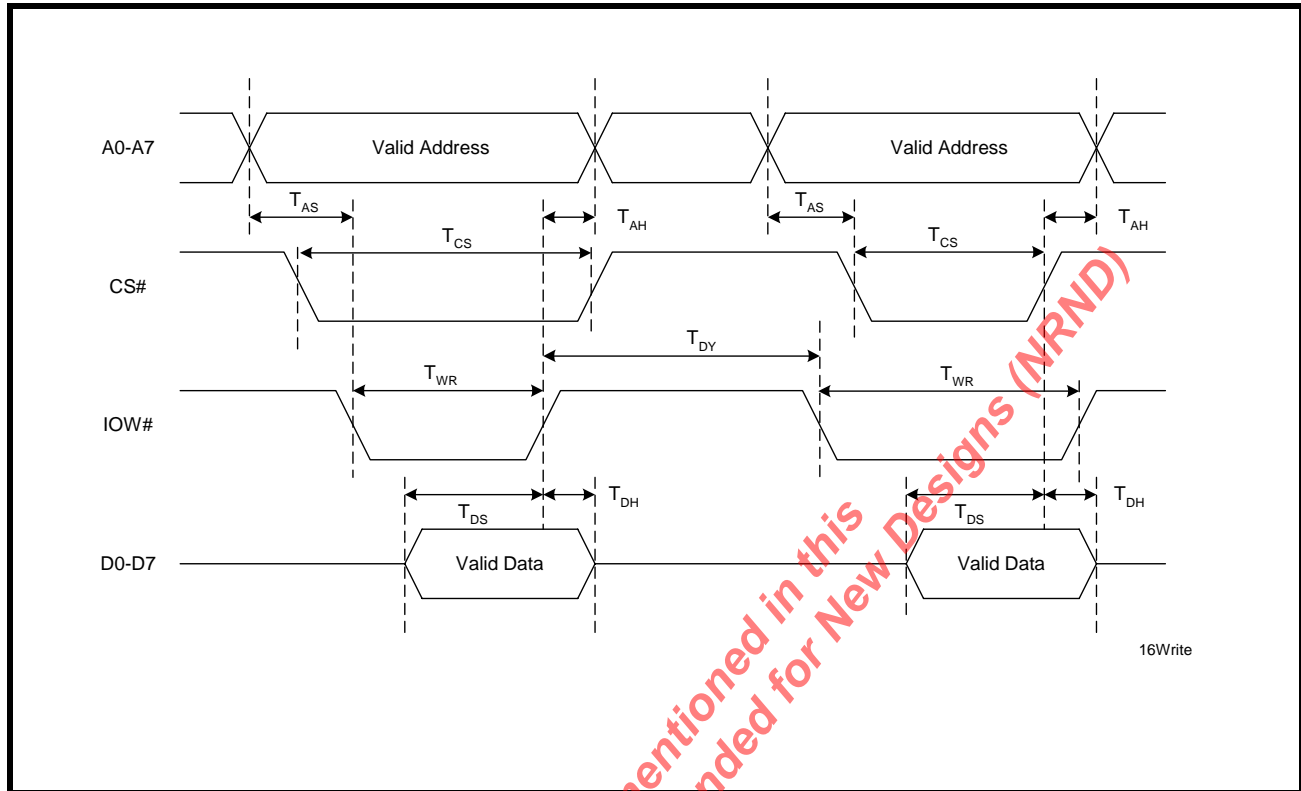 A0-A7
Valid Address
Valid Address
TAS
TAH
TAS
TAH
TCS
TCS
CS#
TDY
TWR
TWR
IOW#
TDS
TDH
TDS
TDH
D0-D7
Valid Data
Valid Data
16Write
mentioned in this
nded for New Designs (NRND)